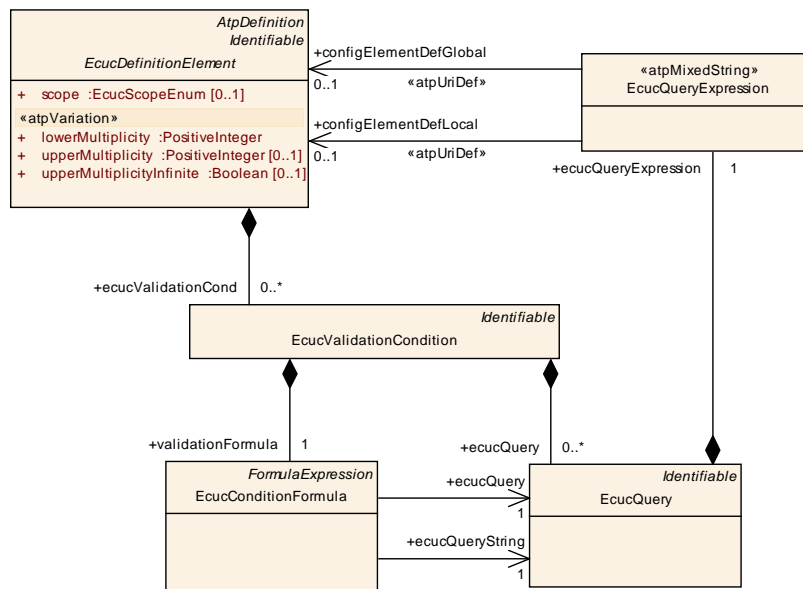 AtpDefinition
Identifiable
EcucDefinitionElement
+ scope :EcucScopeEnum [0..1]
«atpVariation»
+ lowerMultiplicity :PositiveInteger
+ upperMultiplicity :PositiveInteger [0..1]
+ upperMultiplicityInfinite :Boolean [0..1]
+configElementDefGlobal
0..1
«atpUriDef»
+configElementDefLocal
0..1
«atpUriDef»
«atpMixedString»
EcucQueryExpression
+ecucQueryExpression
1
+ecucValidationCond
0..*
Identifiable
EcucValidationCondition
+validationFormula
1
+ecucQuery
0..*
FormulaExpression
EcucConditionFormula
+ecucQuery
1
+ecucQueryString
1
Identifiable
EcucQuery